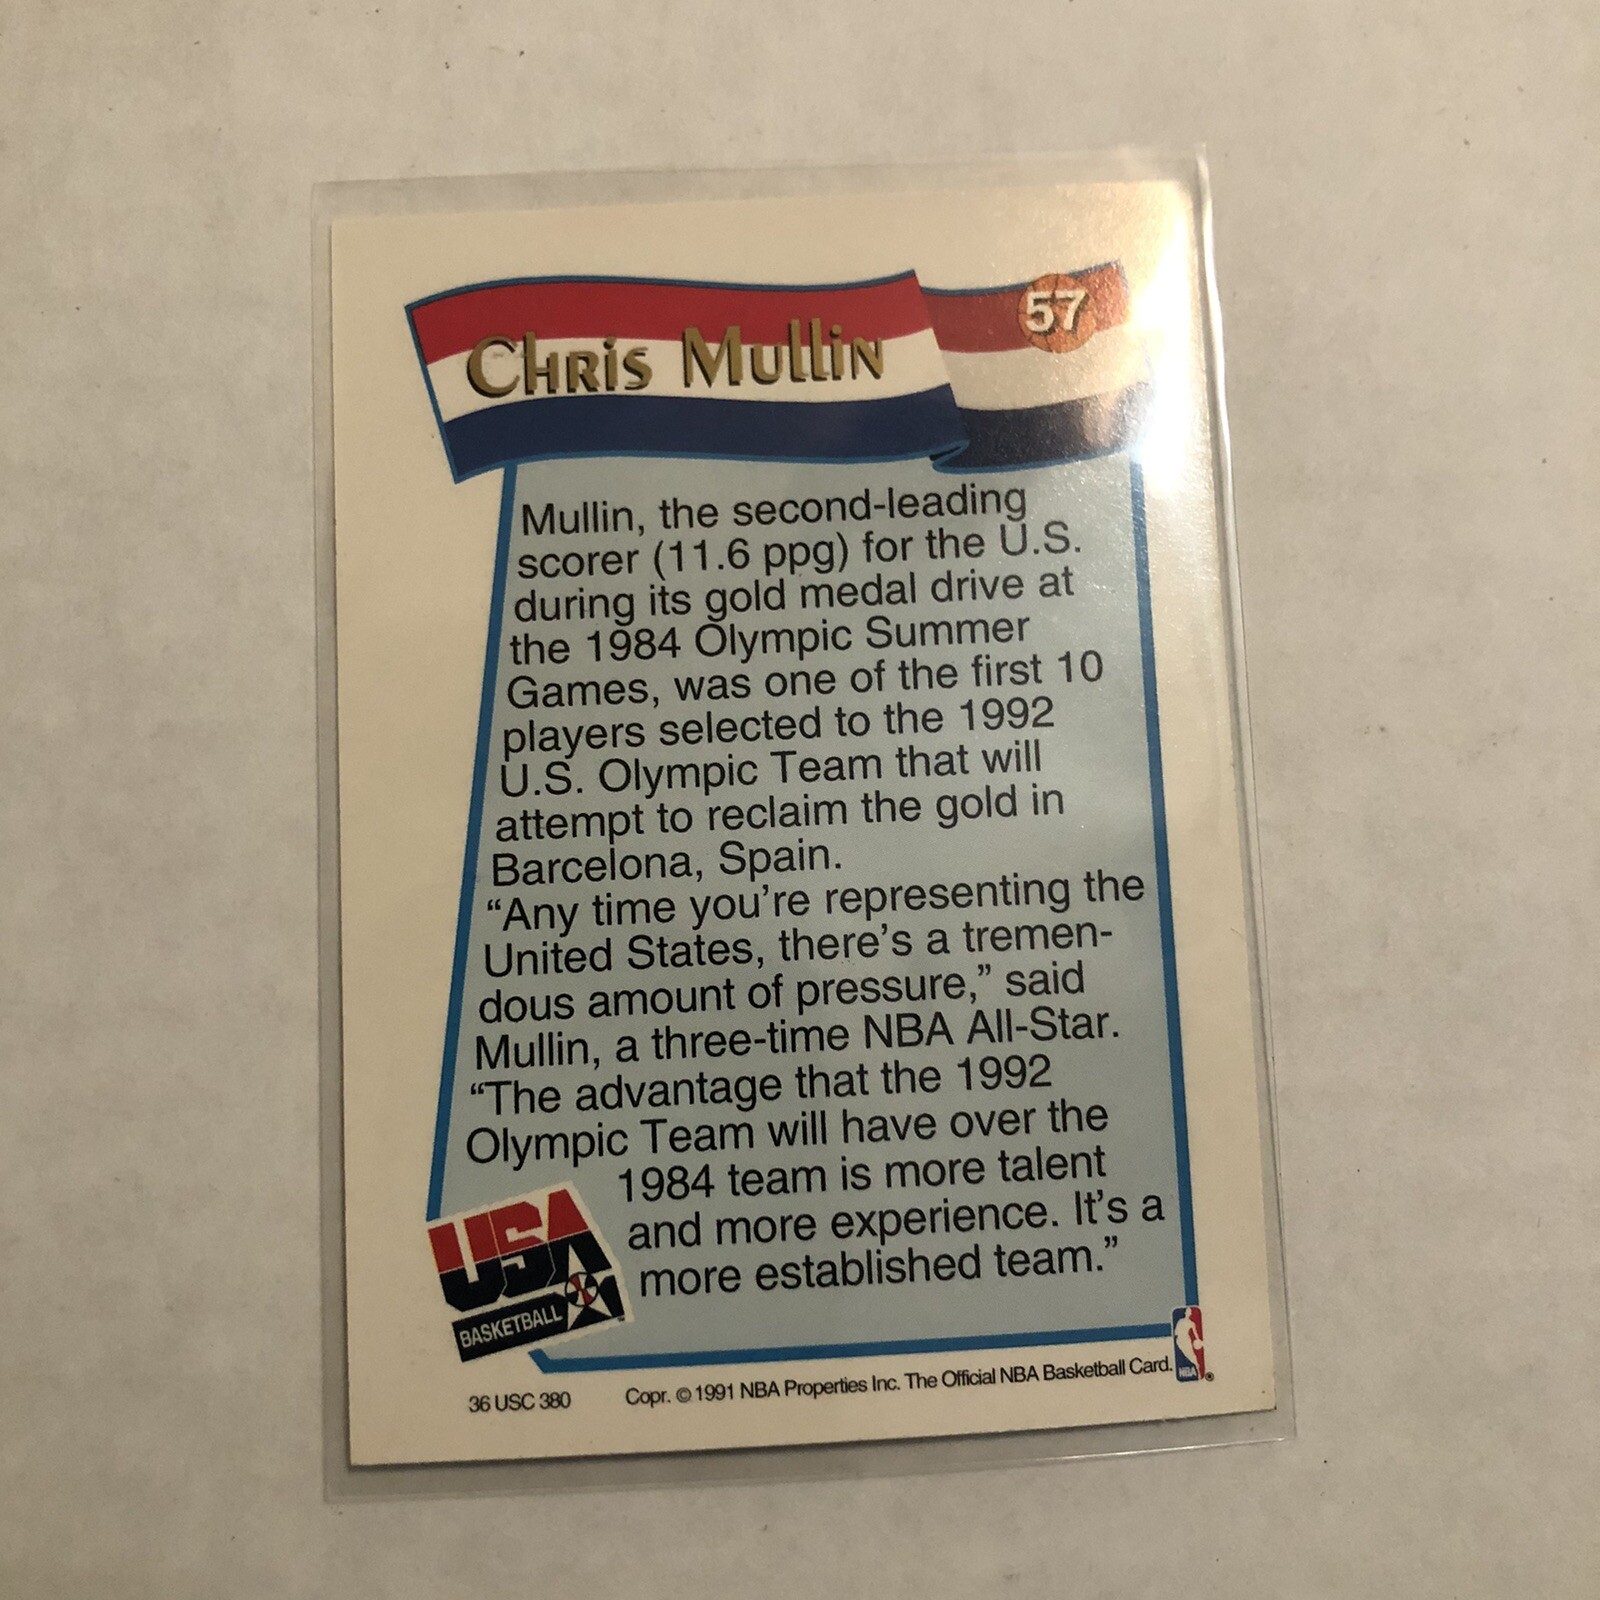 Chris Mullin
57
Mullin, the second-leading
scorer (11.6 ppg) for the U.S.
during its gold medal drive at
the 1984 Olympic Summer
Games, was one of the first 10
players selected to the 1992
U.S. Olympic Team that will
attempt to reclaim the gold in
Barcelona, Spain.
“Any time you’re representing the
United States, there’s a tremen-
dous amount of pressure,” said
Mullin, a three-time NBA All-Star.
“The advantage that the 1992
Olympic Team will have over the
1984 team is more talent
and more experience. It’s a
more established team.”
USA
BASKETBALL
NBA
36 USC 380
Copr. © 1991 NBA Properties Inc. The Official NBA Basketball Card.